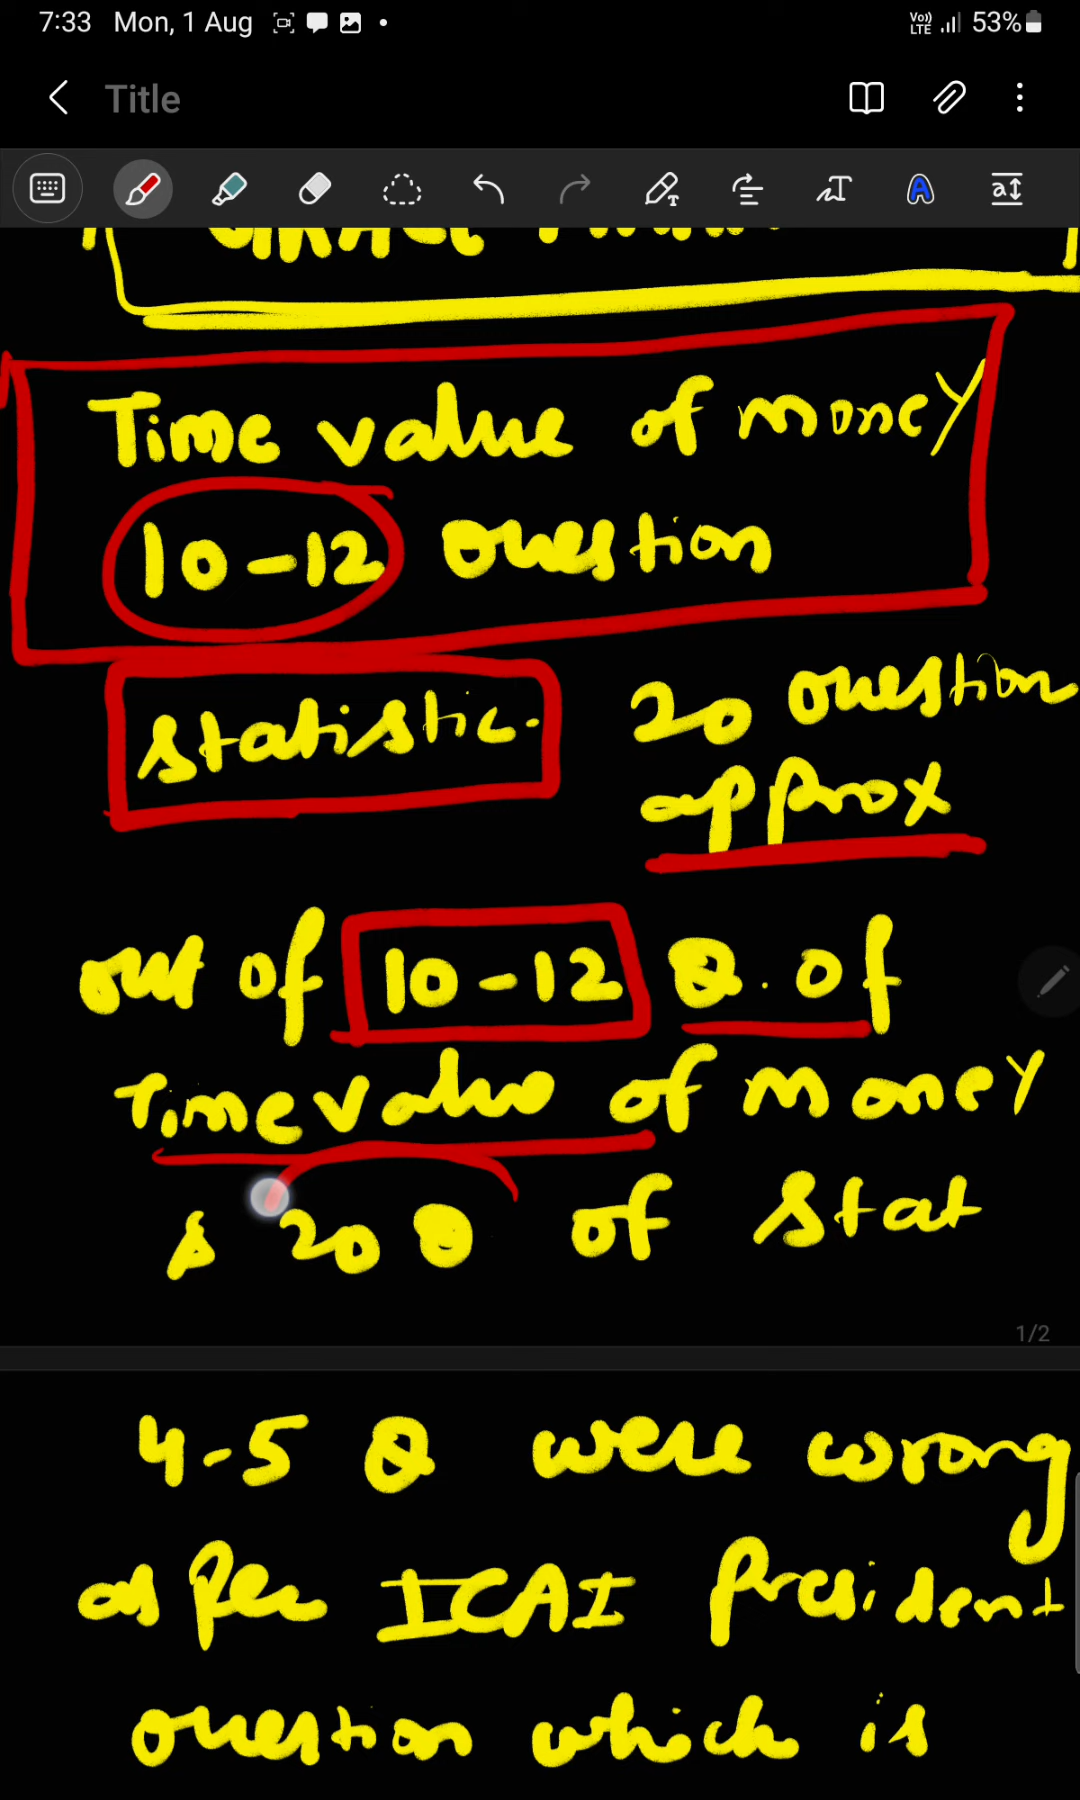 7:33 Mon, 1 Aug
Vo)) LTE 53%
Title
Time value of money
10-12 Question
Statistic.
20 Question
approx
out of 10-12 Q. of
Time value of money
& 20 Q of Stat
1/2
4-5 Q were wrong
as per ICAI President
Question which is